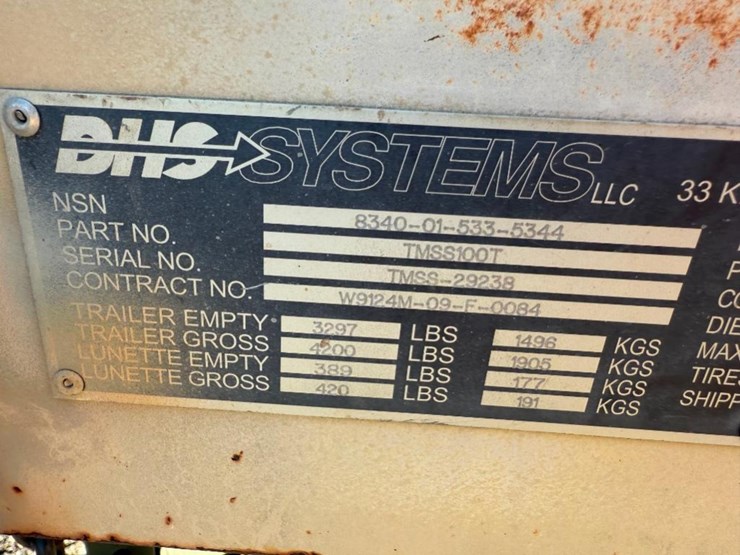 DHS SYSTEMS LLC 33 K
NSN 8340-01-533-5344
PART NO. TMSS100T
SERIAL NO. TMSS-29238
CONTRACT NO. W9124M-09-F-0084
TRAILER EMPTY 3297 LBS 1496 KGS
TRAILER GROSS 4200 LBS 1905 KGS
LUNETTE EMPTY 389 LBS 177 KGS
LUNETTE GROSS 420 LBS 191 KGS
P
CO
DIE
MAX
TIRES
SHIPP